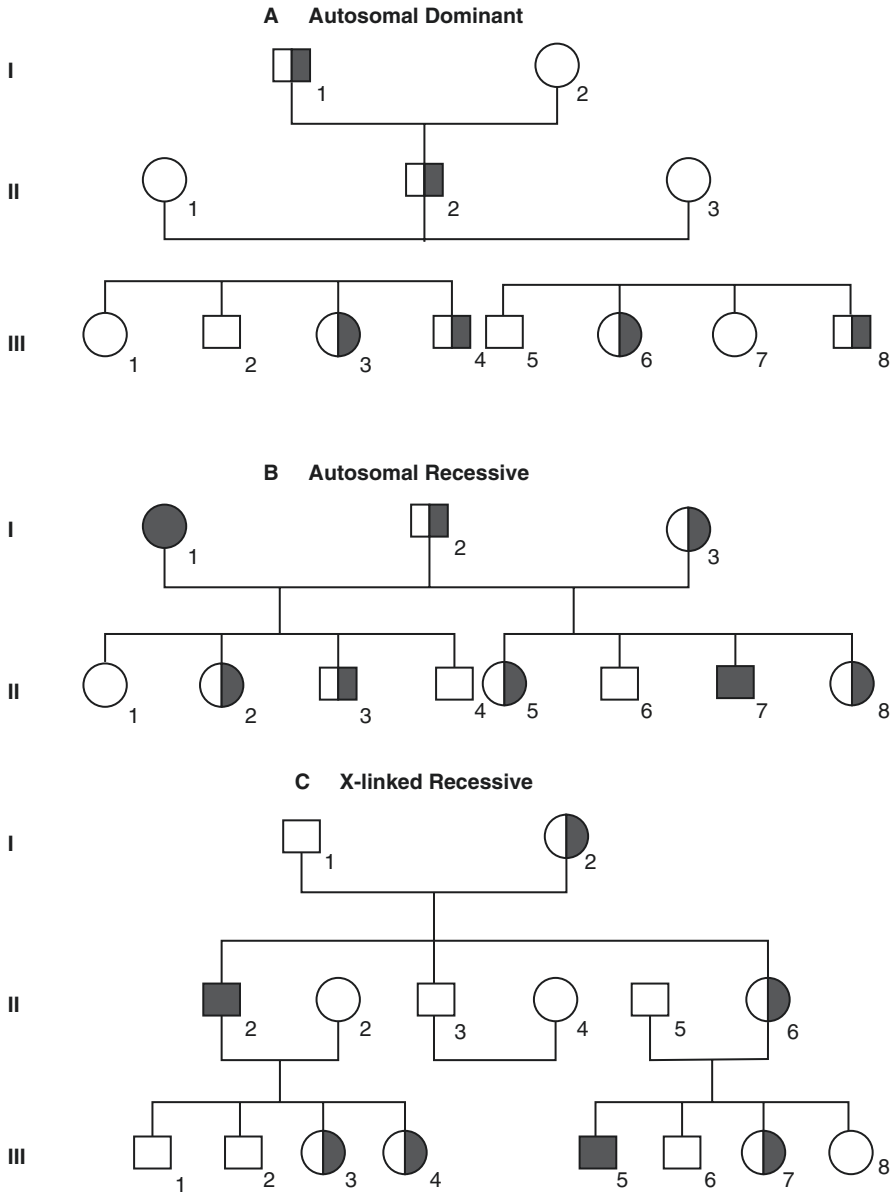 A Autosomal Dominant
I
1 2
II
1 2 3
III
1 2 3 4 5 6 7 8
B Autosomal Recessive
I
1 2 3
II
1 2 3 4 5 6 7 8
C X-linked Recessive
I
1 2
II
2 2 3 4 5 6
III
1 2 3 4 5 6 7 8